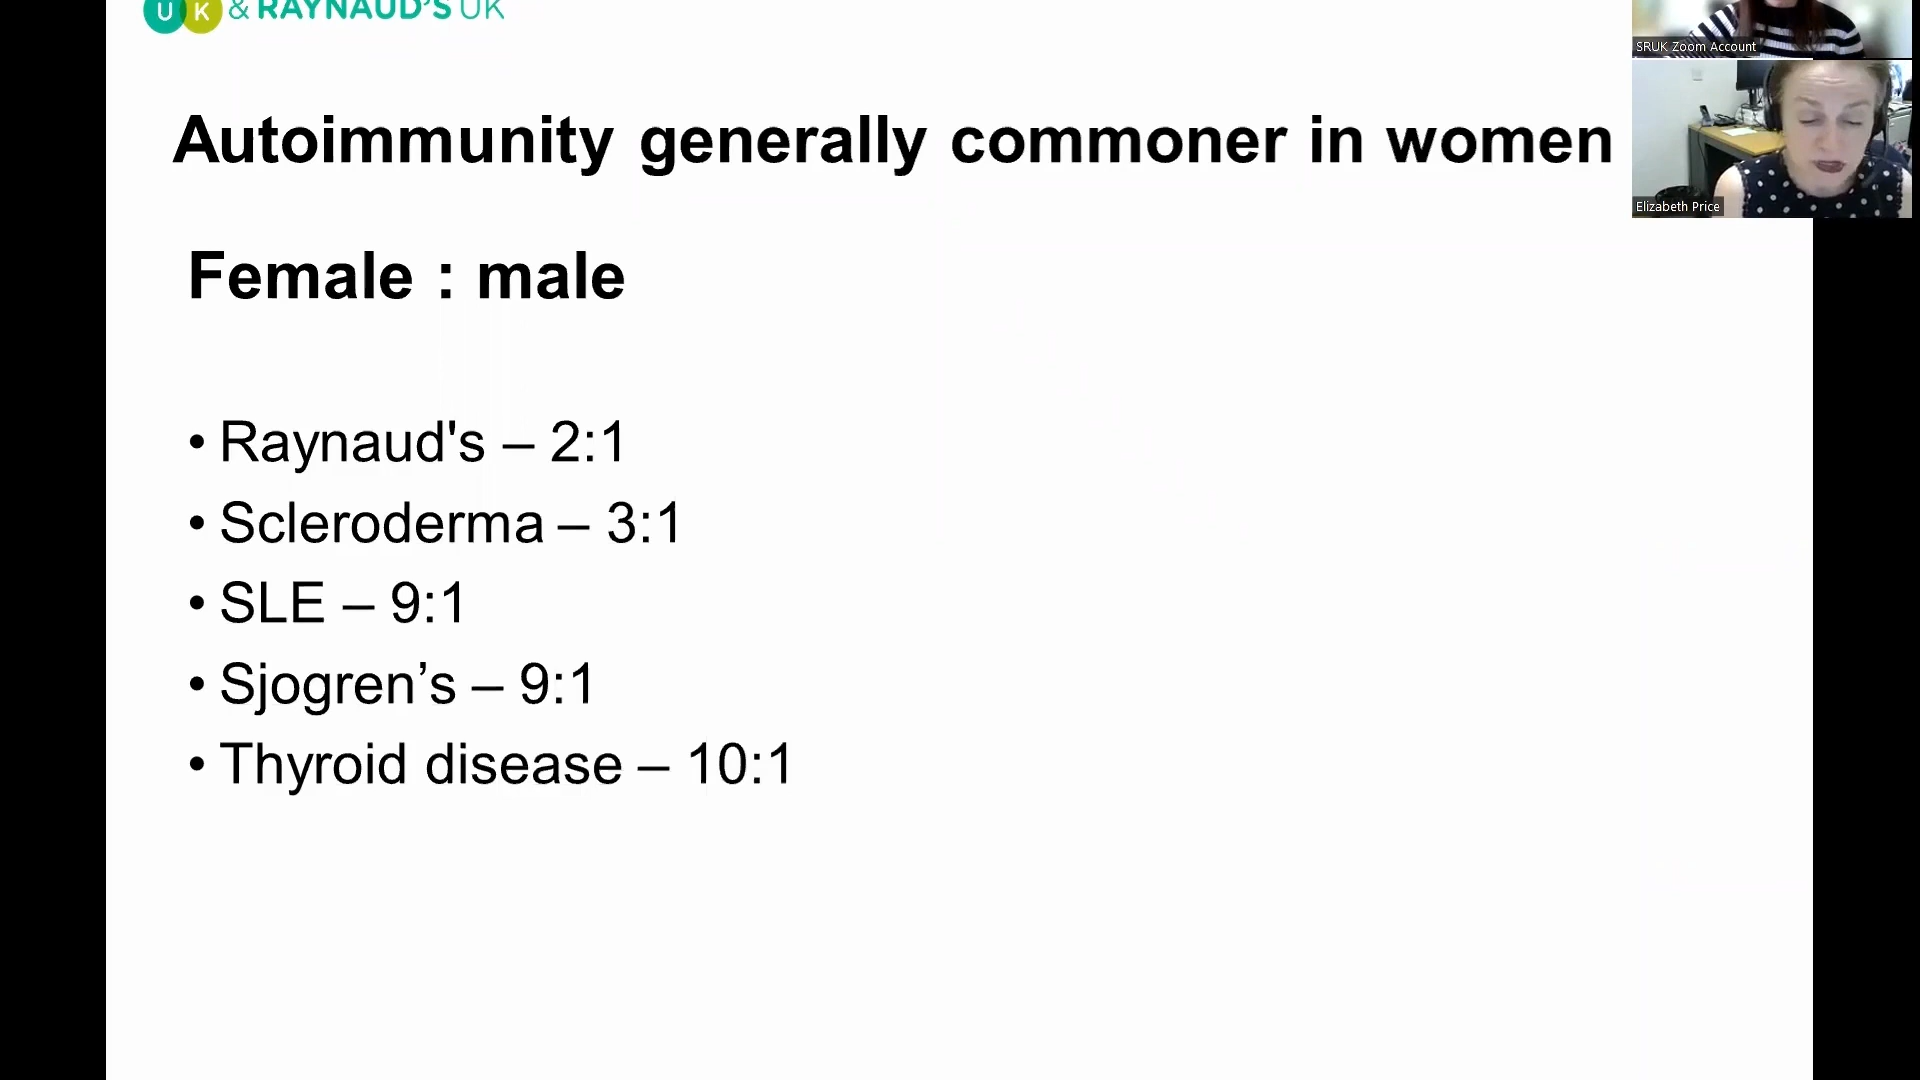 UK & RAYNAUD'S UK
SRUK Zoom Account
Autoimmunity generally commoner in women
Elizabeth Price
Female : male
• Raynaud's – 2:1
• Scleroderma – 3:1
• SLE – 9:1
• Sjogren’s – 9:1
• Thyroid disease – 10:1